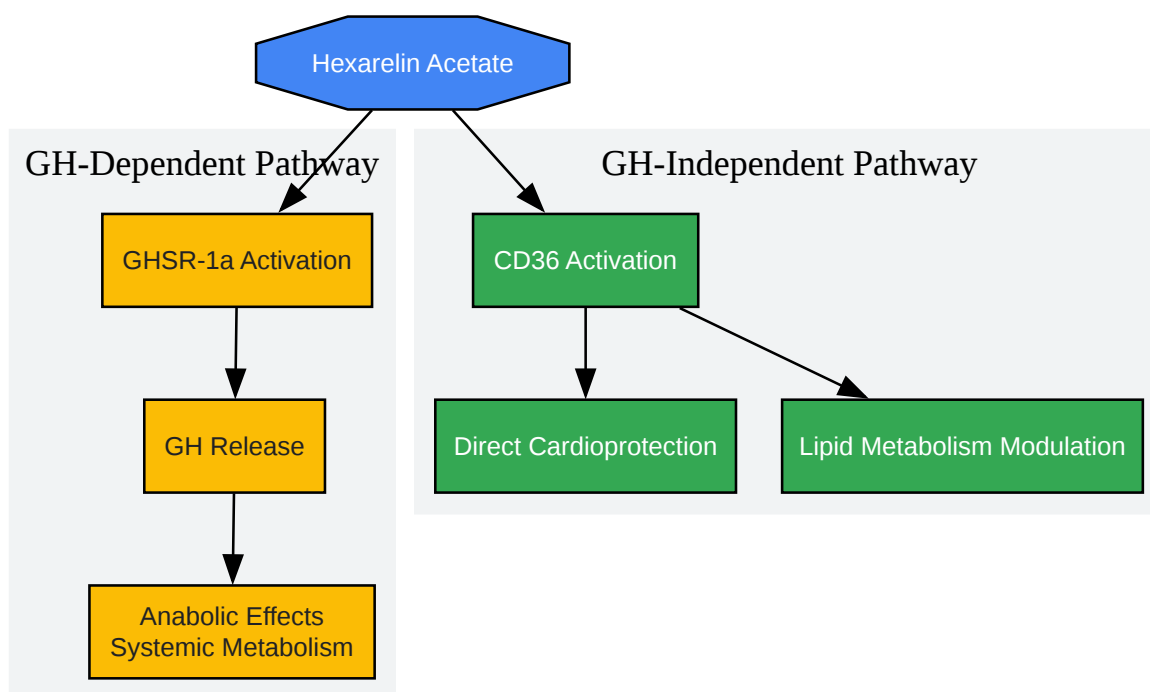 Hexarelin Acetate
GH-Dependent Pathway
GH-Independent Pathway
GHSR-1a Activation
CD36 Activation
GH Release
Direct Cardioprotection
Lipid Metabolism Modulation
Anabolic Effects
Systemic Metabolism